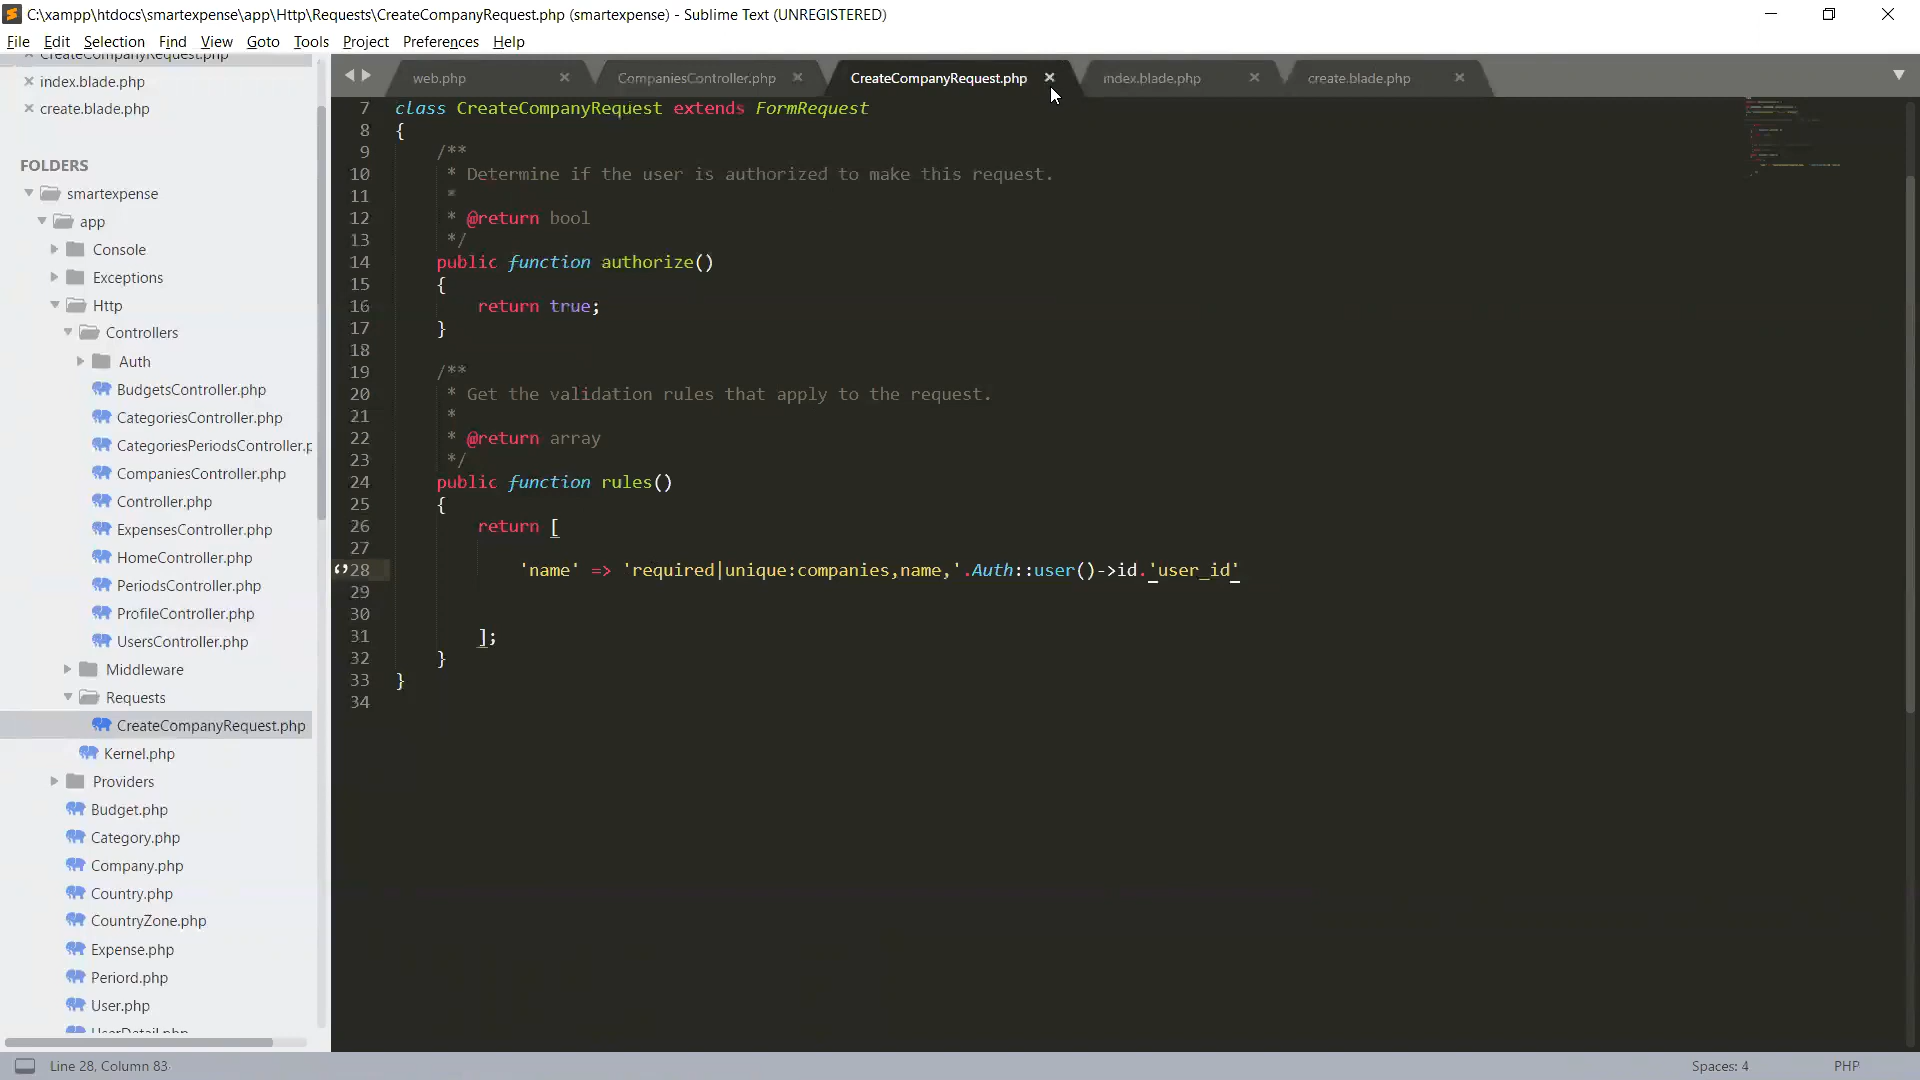 C:\xampp\htdocs\smartexpense\app\Http\Requests\CreateCompanyRequest.php (smartexpense) - Sublime Text (UNREGISTERED)
File Edit Selection Find View Goto Tools Project Preferences Help
CreateCompanyRequest.php
index.blade.php
create.blade.php
FOLDERS
smartexpense
app
Console
Exceptions
Http
Controllers
Auth
BudgetsController.php
CategoriesController.php
CategoriesPeriodsController.p
CompaniesController.php
Controller.php
ExpensesController.php
HomeController.php
PeriodsController.php
ProfileController.php
UsersController.php
Middleware
Requests
CreateCompanyRequest.php
Kernel.php
Providers
Budget.php
Category.php
Company.php
Country.php
CountryZone.php
Expense.php
Periord.php
User.php
UserDetail.php
web.php CompaniesController.php CreateCompanyRequest.php index.blade.php create.blade.php
7 class CreateCompanyRequest extends FormRequest
8 {
9 /**
10 * Determine if the user is authorized to make this request.
11 *
12 * @return bool
13 */
14 public function authorize()
15 {
16 return true;
17 }
18
19 /**
20 * Get the validation rules that apply to the request.
21 *
22 * @return array
23 */
24 public function rules()
25 {
26 return [
27
28 'name' => 'required|unique:companies,name,'.Auth::user()->id.'user_id'
29
30
31 ];
32 }
33 }
34
Line 28, Column 83 Spaces: 4 PHP